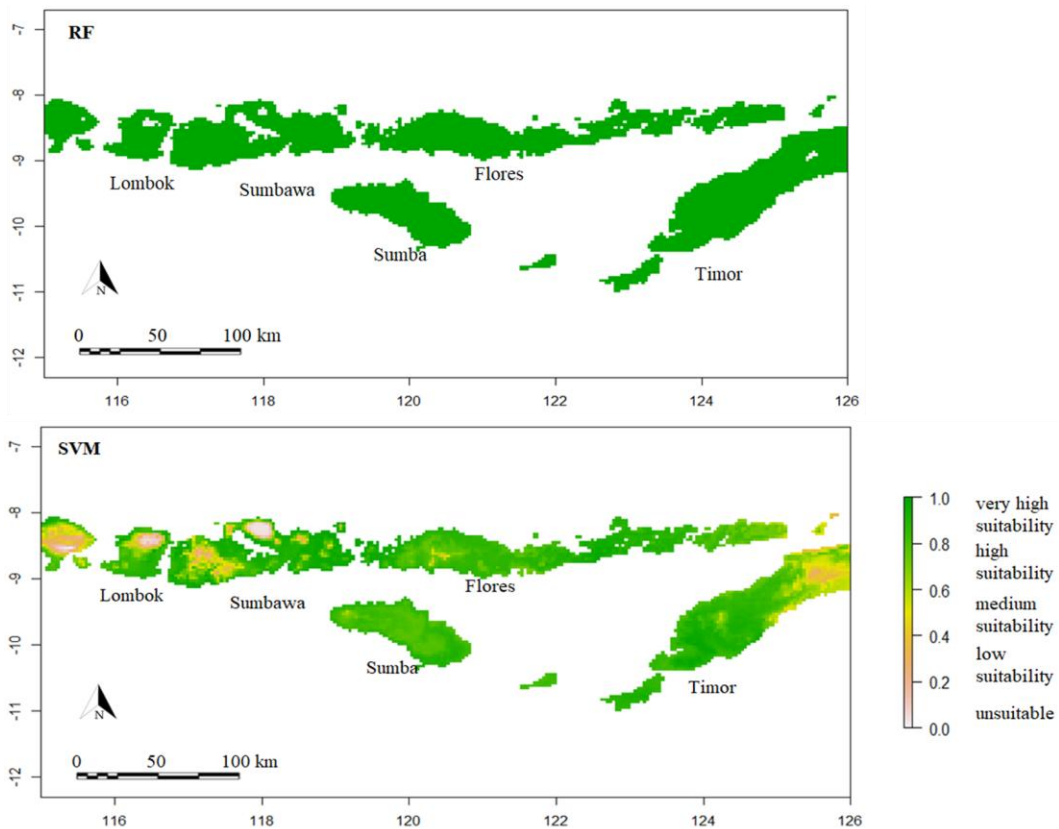 RF
-7
-8
-9
-10
-11
-12
Lombok
Sumbawa
Flores
Sumba
Timor
N
0 50 100 km
116 118 120 122 124 126
SVM
-7
-8
-9
-10
-11
-12
Lombok
Sumbawa
Flores
Sumba
Timor
N
0 50 100 km
116 118 120 122 124 126
1.0
0.8
0.6
0.4
0.2
0.0
very high
suitability
high
suitability
medium
suitability
low
suitability
unsuitable